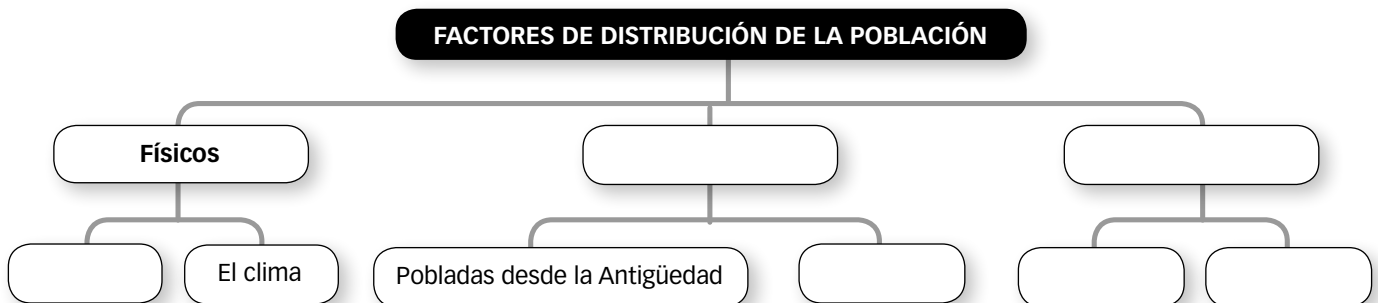 FACTORES DE DISTRIBUCIÓN DE LA POBLACIÓN
Físicos
El clima
Pobladas desde la Antigüedad